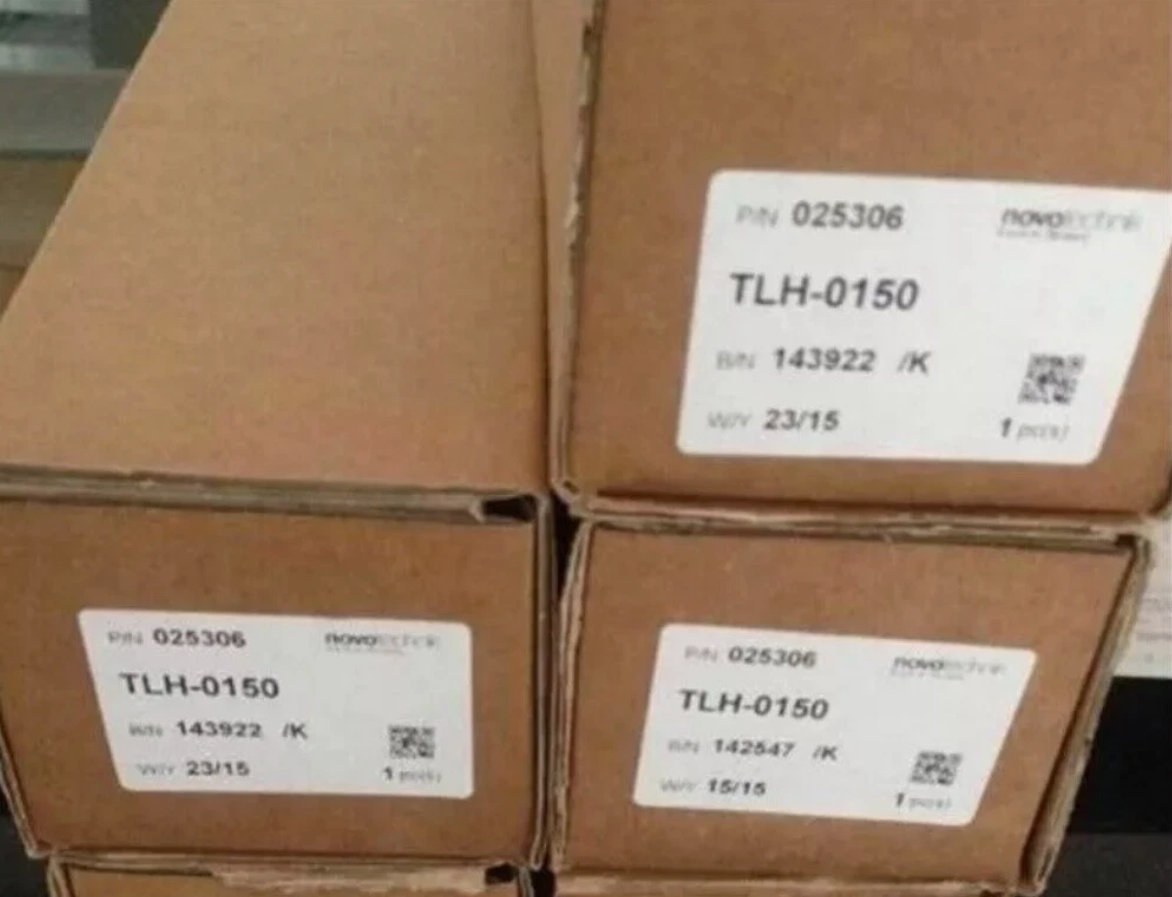 P/N 025306 novotechnik
TLH-0150
B/N 143922 /K
W/Y 23/15 1 pc(s)
P/N 025306 novotechnik
TLH-0150
B/N 143922 /K
W/Y 23/15 1 pc(s)
P/N 025306 novotechnik
TLH-0150
B/N 142547 /K
W/Y 15/15 1 pc(s)